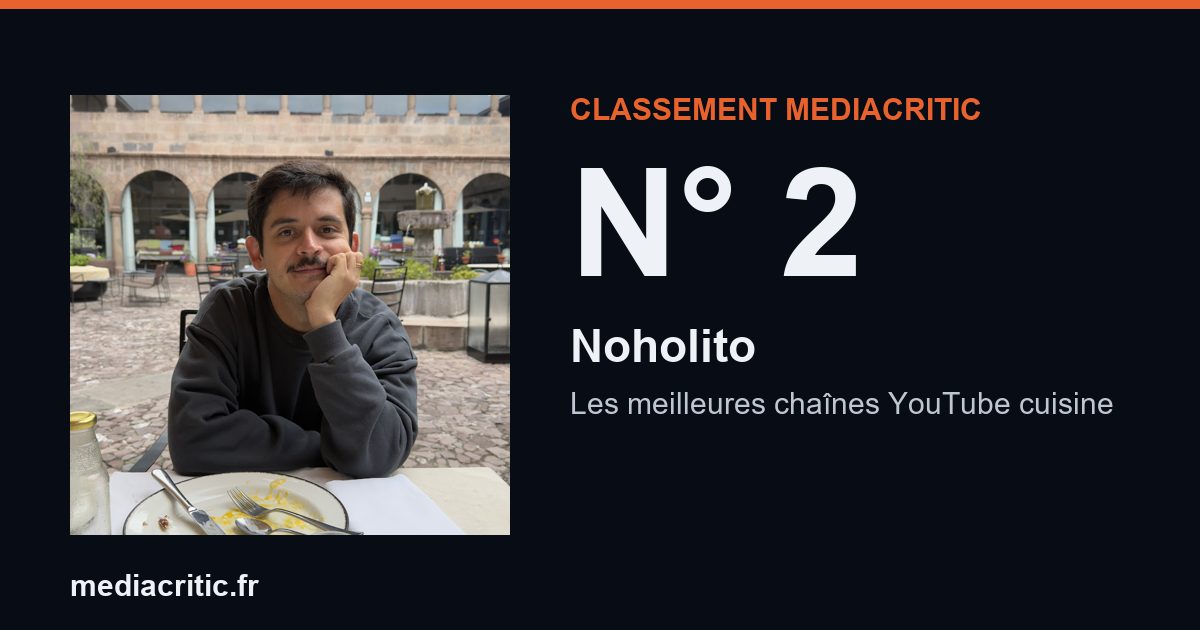 CLASSEMENT MEDIACRITIC
N° 2
Noholito
Les meilleures chaînes YouTube cuisine
mediacritic.fr